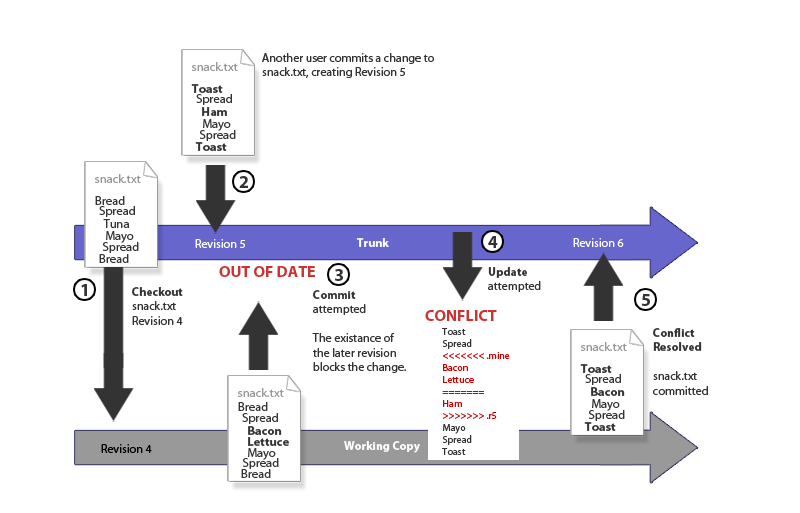 snack.txt
Toast
Spread
Ham
Mayo
Spread
Toast
Another user commits a change to
snack.txt, creating Revision 5
2
snack.txt
Bread
Spread
Tuna
Mayo
Spread
Bread
Revision 5
Trunk
Revision 6
1
Checkout
snack.txt
Revision 4
OUT OF DATE
3
Commit
attempted
The existance of
the later revision
blocks the change.
4
Update
attempted
CONFLICT
Toast
Spread
<<<<<<< .mine
Bacon
Lettuce
=======
Ham
>>>>>>> .r5
Mayo
Spread
Toast
5
Conflict
Resolved
snack.txt
committed
snack.txt
Toast
Spread
Bacon
Mayo
Spread
Toast
snack.txt
Bread
Spread
Bacon
Lettuce
Mayo
Spread
Bread
Revision 4
Working Copy